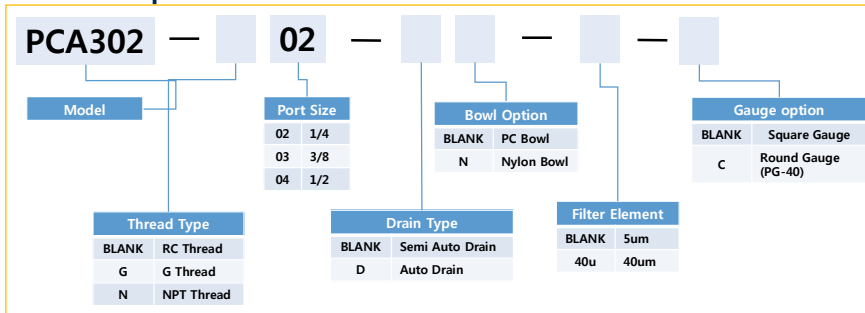 PCA302 — 02 — — —
Model
Port Size
02 1/4
03 3/8
04 1/2
Bowl Option
BLANK PC Bowl
N Nylon Bowl
Gauge option
BLANK Square Gauge
C Round Gauge
(PG-40)
Thread Type
BLANK RC Thread
G G Thread
N NPT Thread
Drain Type
BLANK Semi Auto Drain
D Auto Drain
Filter Element
BLANK 5um
40u 40um